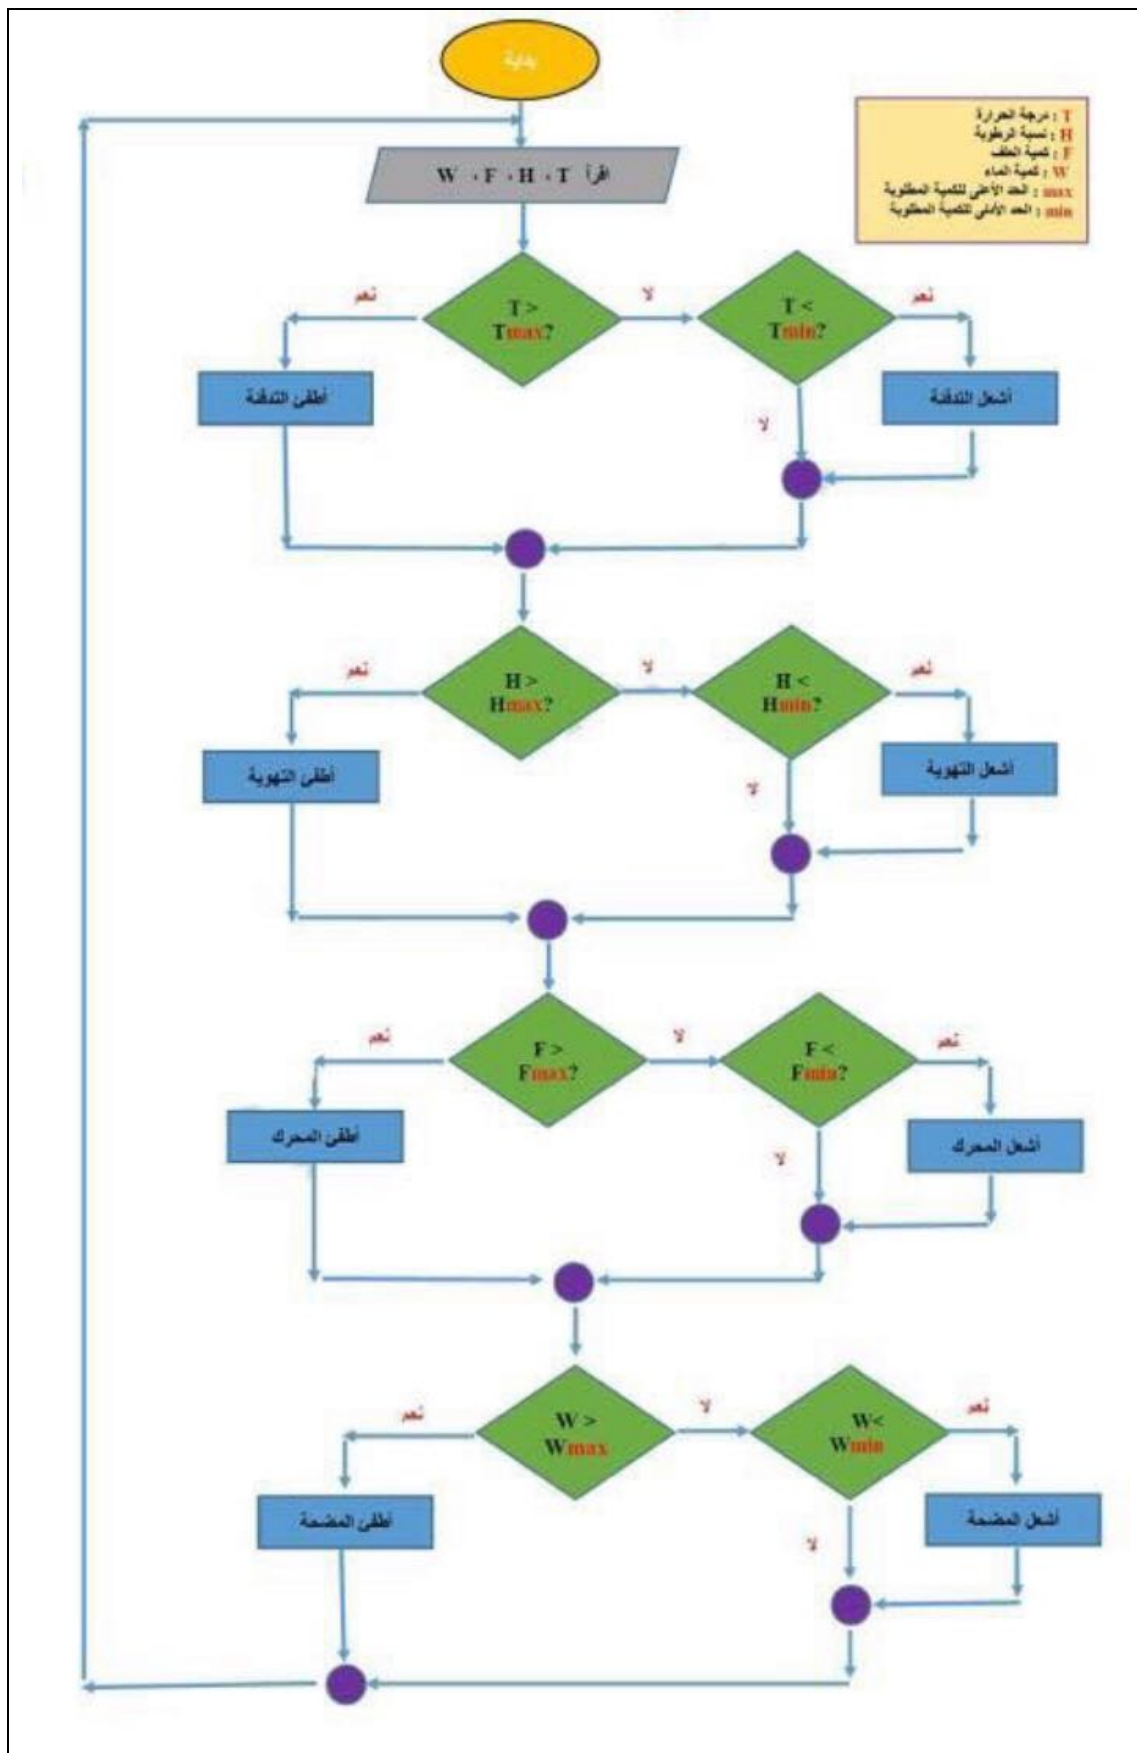 بداية
T : درجة الحرارة
H : نسبة الرطوبة
F : كمية العلف
W : كمية الماء
max : الحد الأعلى للكمية المطلوبة
min : الحد الأدنى للكمية المطلوبة
اقرأ W ، F ، H ، T
نعم
T >
Tmax?
لا
T <
Tmin?
نعم
أطفئ التدفئة
أشعل التدفئة
لا
نعم
H >
Hmax?
لا
H <
Hmin?
نعم
أطفئ التهوية
أشعل التهوية
لا
نعم
F >
Fmax?
لا
F <
Fmin?
نعم
أطفئ المحرك
أشعل المحرك
لا
نعم
W >
Wmax
لا
W<
Wmin
نعم
أطفئ المضخة
أشعل المضخة
لا